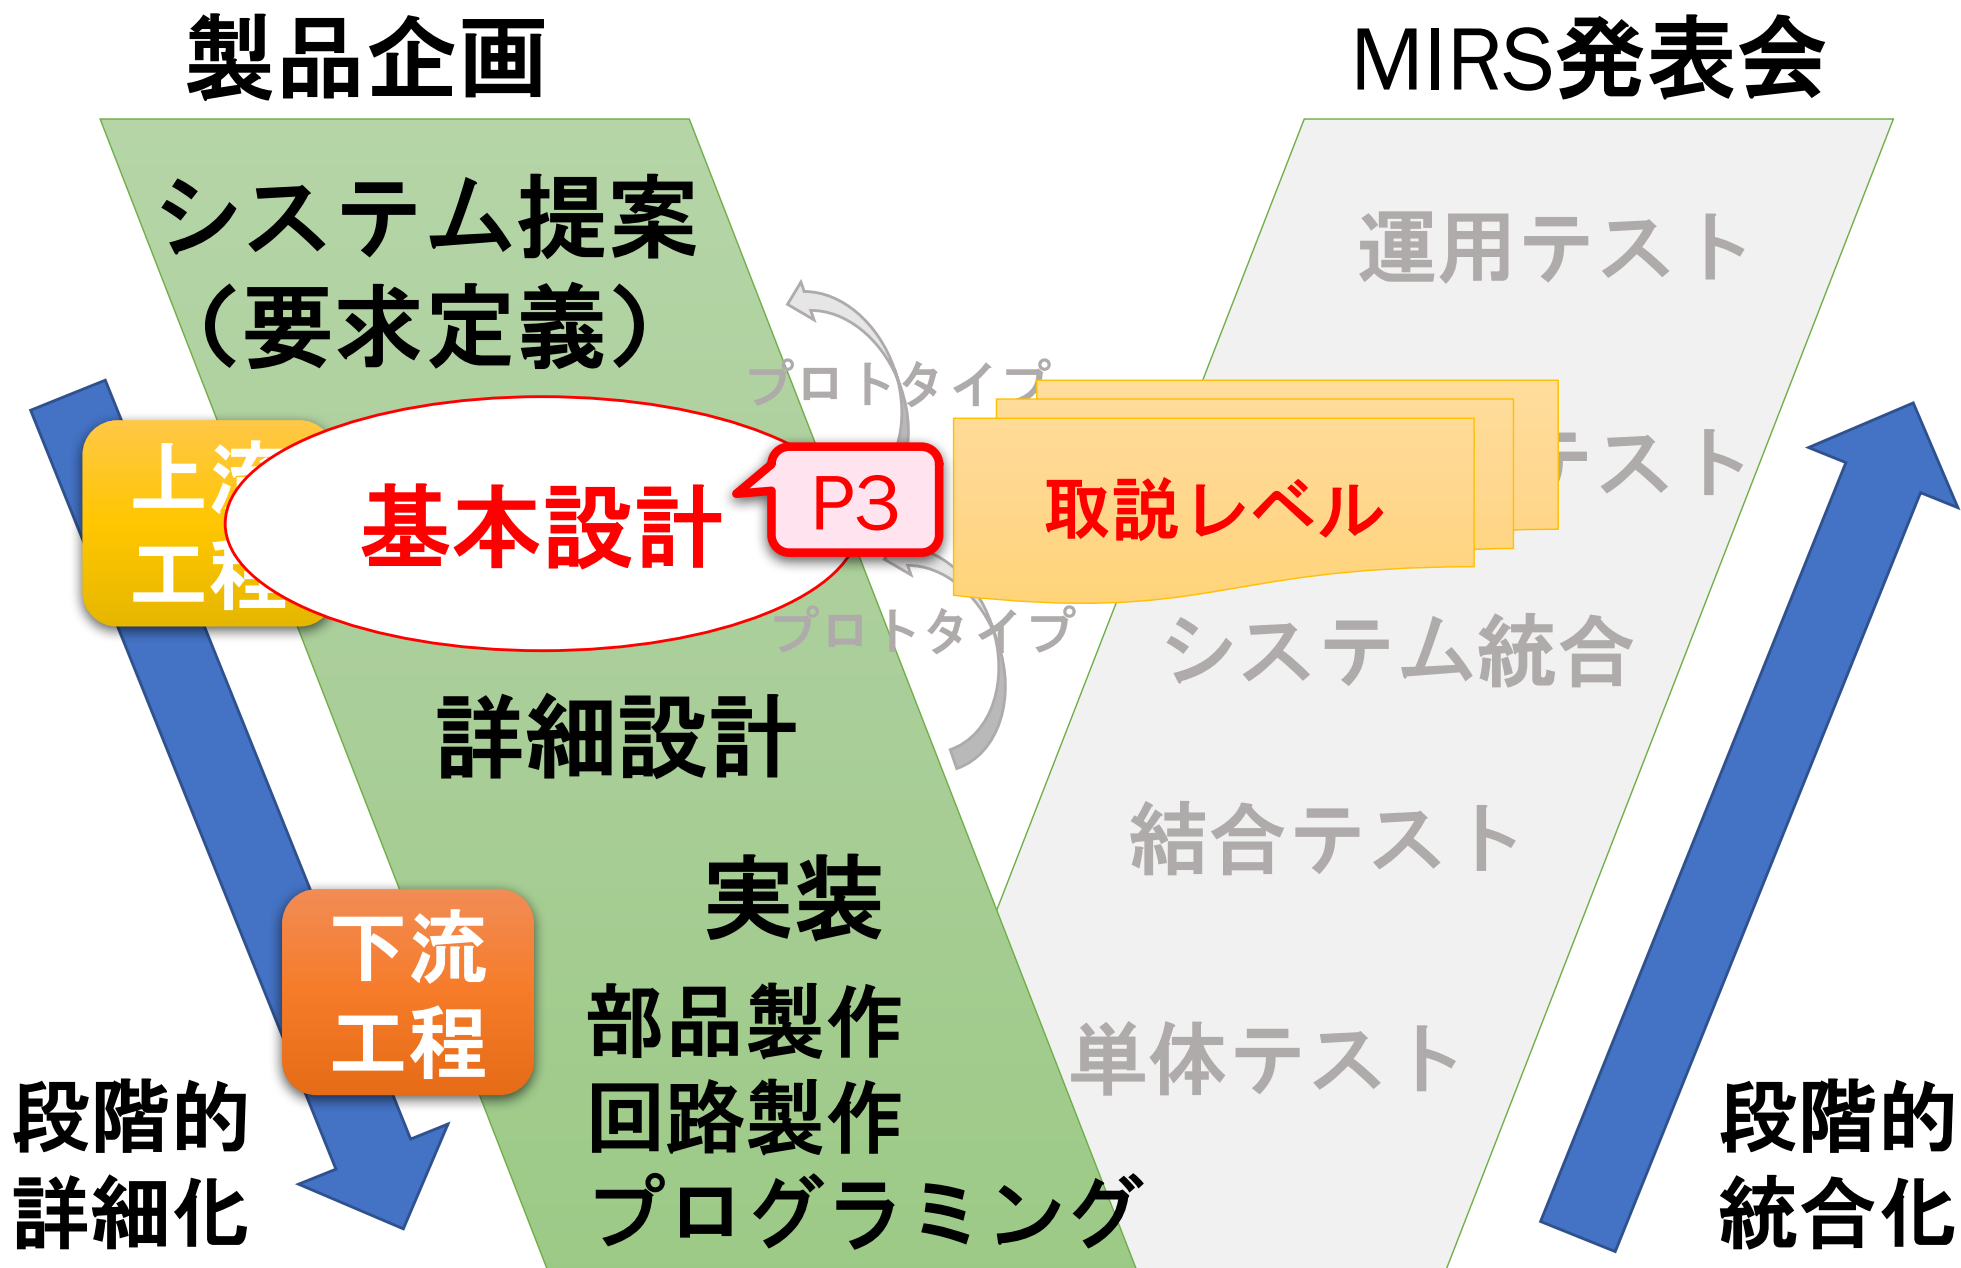 製品企画
MIRS発表会
システム提案
（要求定義）
運用テスト
プロトタイプ
上流
工程
基本設計
P3
取説レベル
テスト
プロトタイプ
システム統合
詳細設計
結合テスト
実装
下流
工程
部品製作
回路製作
プログラミング
単体テスト
段階的
詳細化
段階的
統合化